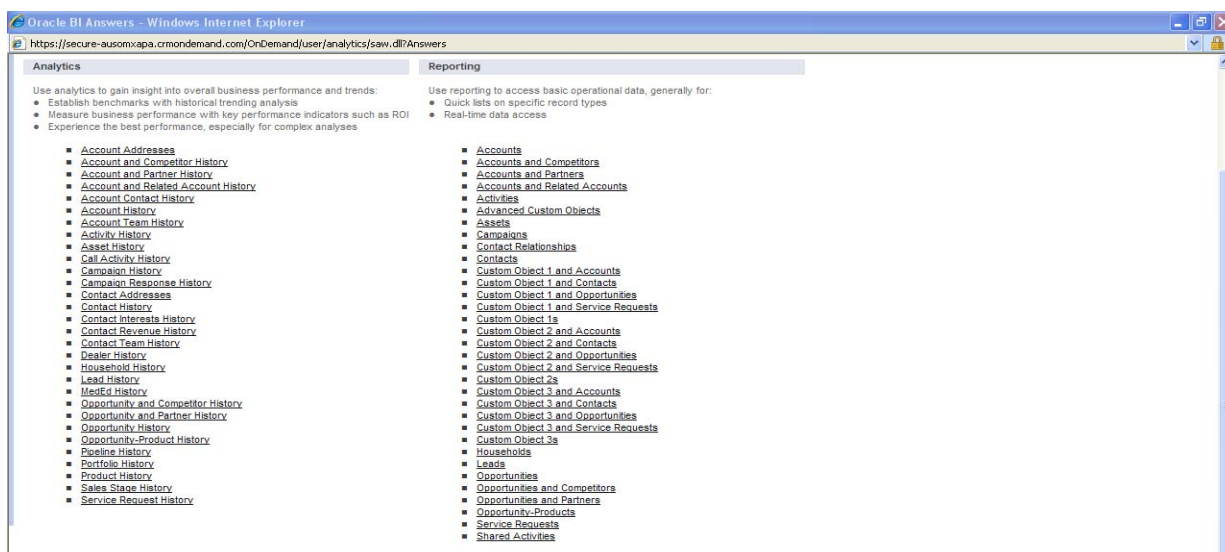 Oracle BI Answers - Windows Internet Explorer
https://secure-ausomxapa.crmondemand.com/OnDemand/user/analytics/saw.dll?Answers
Analytics
Use analytics to gain insight into overall business performance and trends:
Establish benchmarks with historical trending analysis
Measure business performance with key performance indicators such as ROI
Experience the best performance, especially for complex analyses
Account Addresses
Account and Competitor History
Account and Partner History
Account and Related Account History
Account Contact History
Account History
Account Team History
Activity History
Asset History
Call Activity History
Campaign History
Campaign Response History
Contact Addresses
Contact History
Contact Interests History
Contact Revenue History
Contact Team History
Dealer History
Household History
Lead History
MedEd History
Opportunity and Competitor History
Opportunity and Partner History
Opportunity History
Opportunity-Product History
Pipeline History
Portfolio History
Product History
Sales Stage History
Service Request History
Reporting
Use reporting to access basic operational data, generally for:
Quick lists on specific record types
Real-time data access
Accounts
Accounts and Competitors
Accounts and Partners
Accounts and Related Accounts
Activities
Advanced Custom Objects
Assets
Campaigns
Contact Relationships
Contacts
Custom Object 1 and Accounts
Custom Object 1 and Contacts
Custom Object 1 and Opportunities
Custom Object 1 and Service Requests
Custom Object 1s
Custom Object 2 and Accounts
Custom Object 2 and Contacts
Custom Object 2 and Opportunities
Custom Object 2 and Service Requests
Custom Object 2s
Custom Object 3 and Accounts
Custom Object 3 and Contacts
Custom Object 3 and Opportunities
Custom Object 3 and Service Requests
Custom Object 3s
Households
Leads
Opportunities
Opportunities and Competitors
Opportunities and Partners
Opportunity-Products
Service Requests
Shared Activities